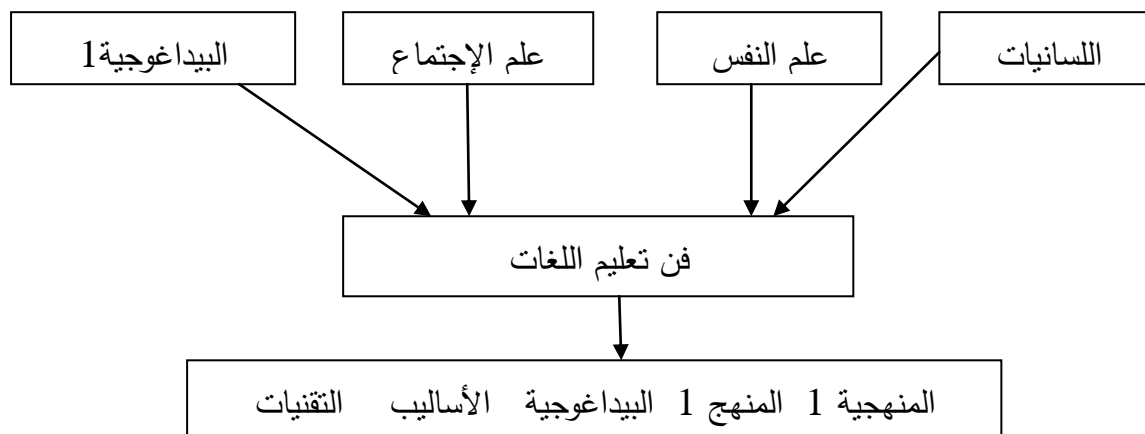 اللسانيات علم النفس علم الإجتماع البيداغوجية1
فن تعليم اللغات
المنهجية 1 المنهج 1 البيداغوجية الأساليب التقنيات